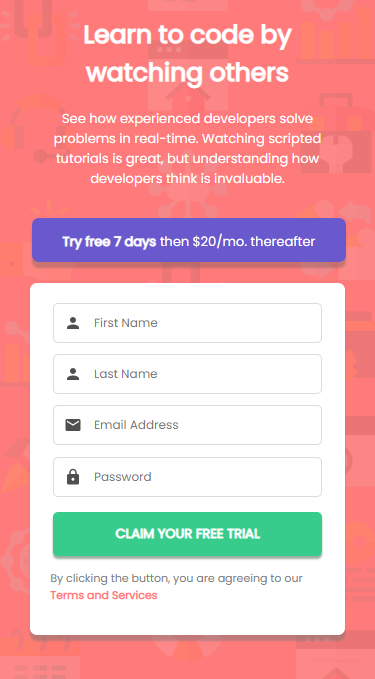 Learn to code by
watching others
See how experienced developers solve
problems in real-time. Watching scripted
tutorials is great, but understanding how
developers think is invaluable.
Try free 7 days then $20/mo. thereafter
First Name
Last Name
Email Address
Password
CLAIM YOUR FREE TRIAL
By clicking the button, you are agreeing to our
Terms and Services